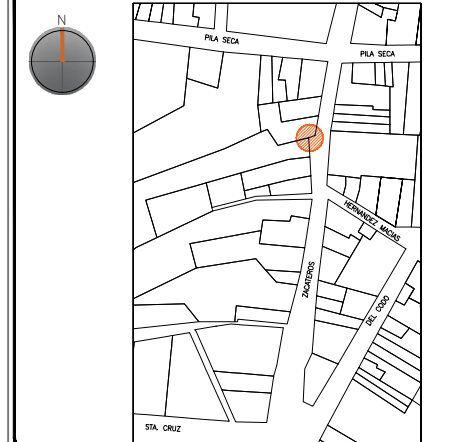 N
PILA SECA
PILA SECA
HERNANDEZ MACIAS
ZACATEROS
DEL CODO
STA. CRUZ